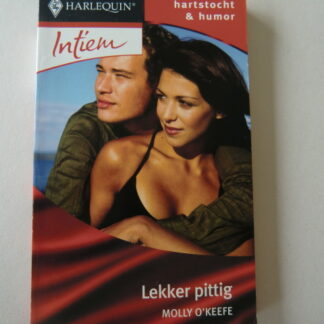 HARLEQUIN®
hartstocht
& humor
Intiem
Lekker pittig
MOLLY O'KEEFE